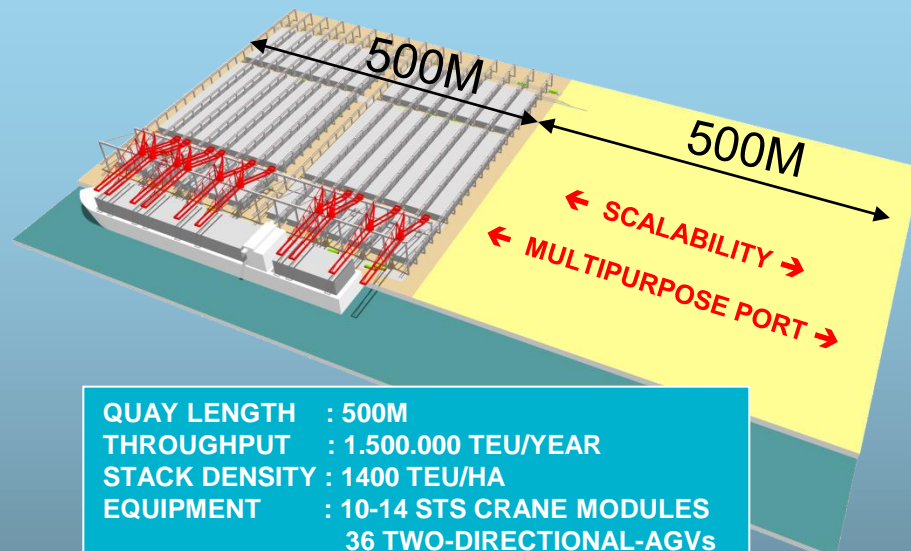 500M
500M
← SCALABILITY →
← MULTIPURPOSE PORT →
QUAY LENGTH : 500M
THROUGHPUT : 1.500.000 TEU/YEAR
STACK DENSITY : 1400 TEU/HA
EQUIPMENT : 10-14 STS CRANE MODULES
36 TWO-DIRECTIONAL-AGVs